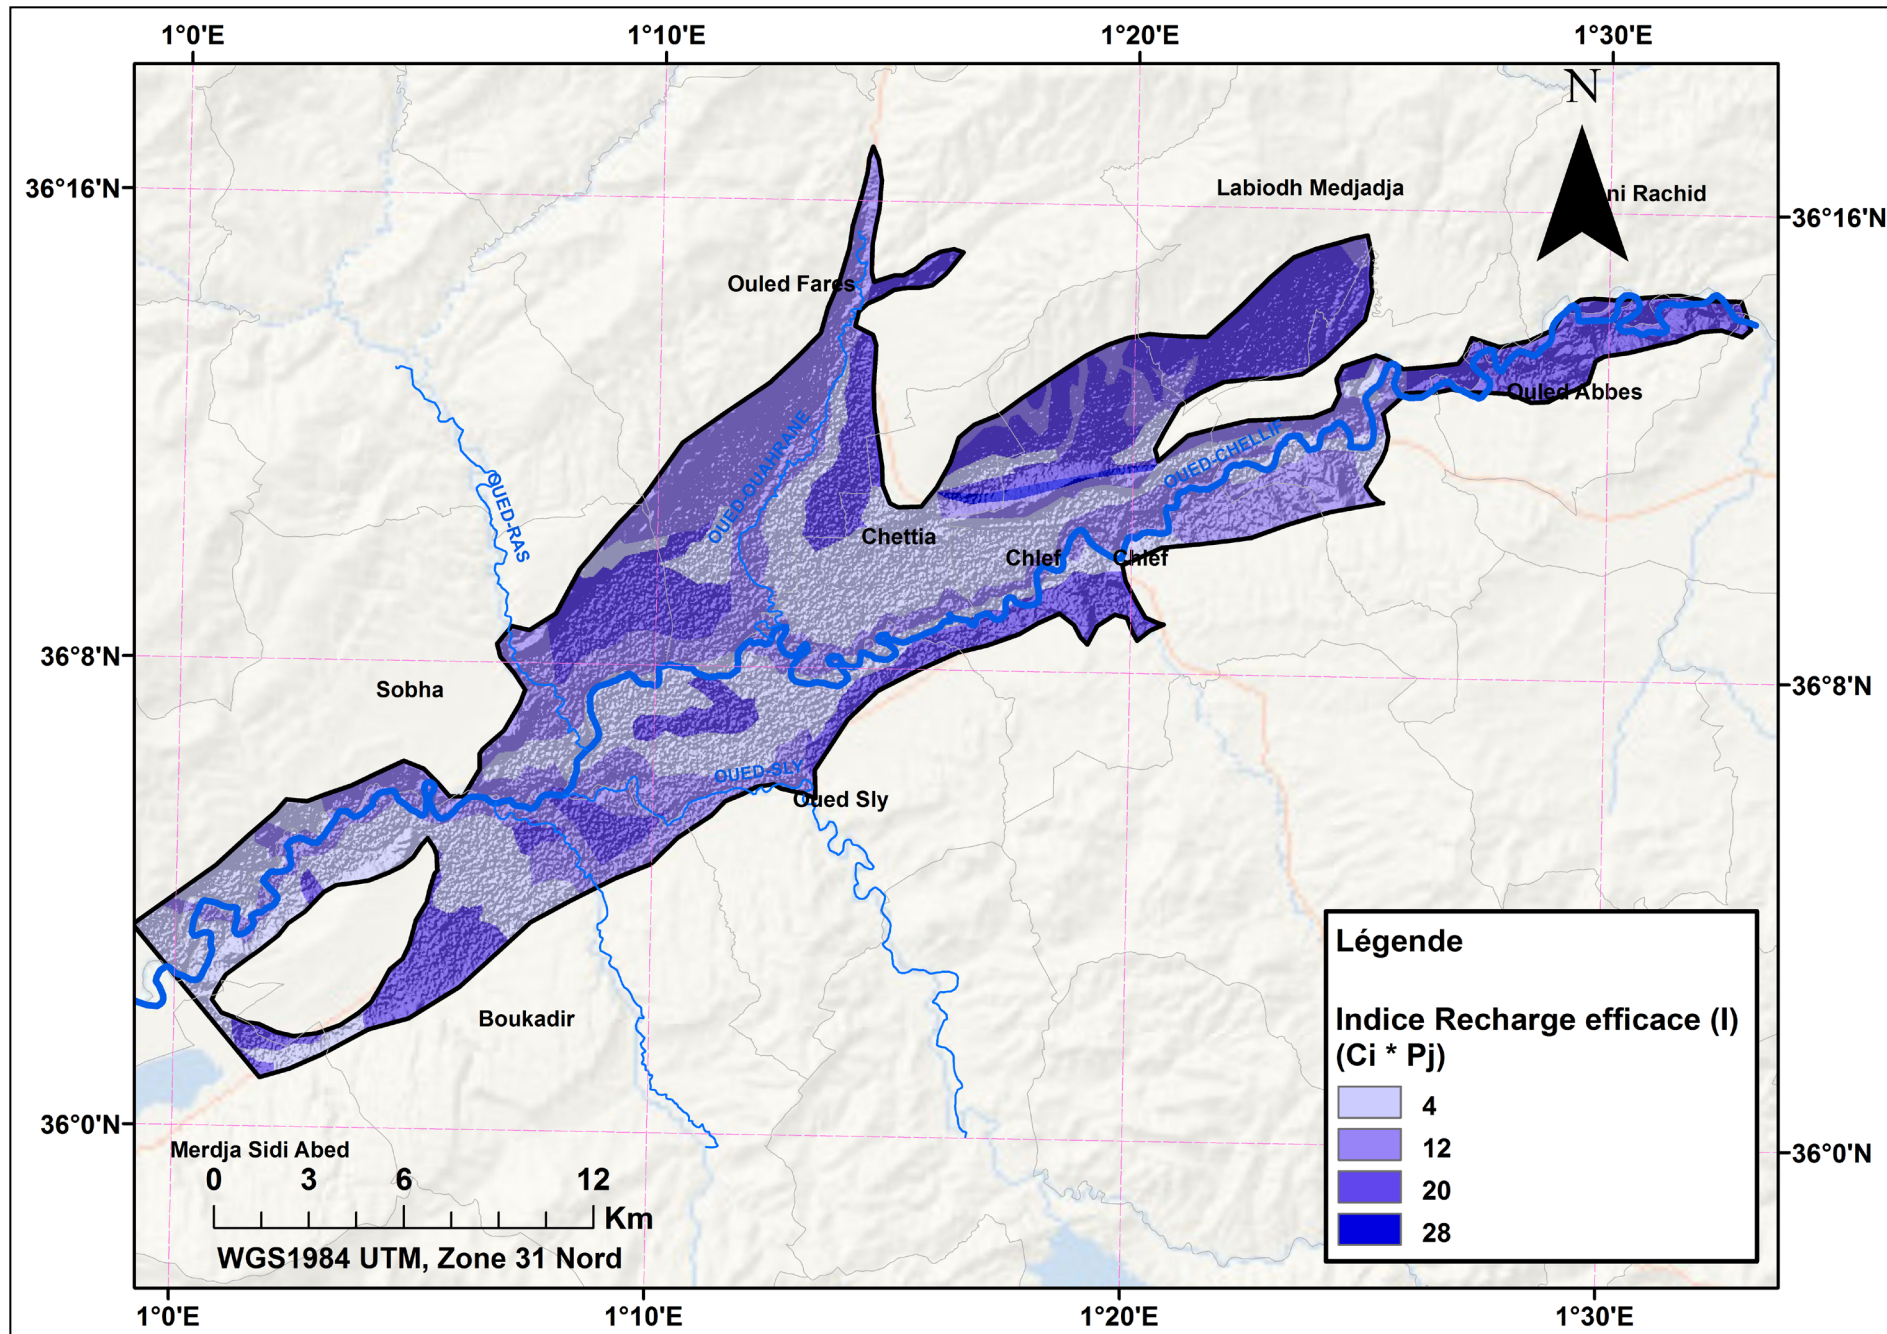 1°0'E 1°10'E 1°20'E 1°30'E
N
36°16'N
Labiodh Medjadja
ni Rachid
36°16'N
Ouled Fares
Ouled Abbes
OUED-OUAHRANE
OUED-CHELLIF
OUED-RAS
Chettia
Chlef
Chlef
36°8'N
36°8'N
Sobha
OUED-SLY
Oued Sly
Boukadir
Légende
Indice Recharge efficace (I)
(Ci * Pj)
4
12
20
28
36°0'N
36°0'N
Merdja Sidi Abed
0 3 6 12
Km
WGS1984 UTM, Zone 31 Nord
1°0'E 1°10'E 1°20'E 1°30'E